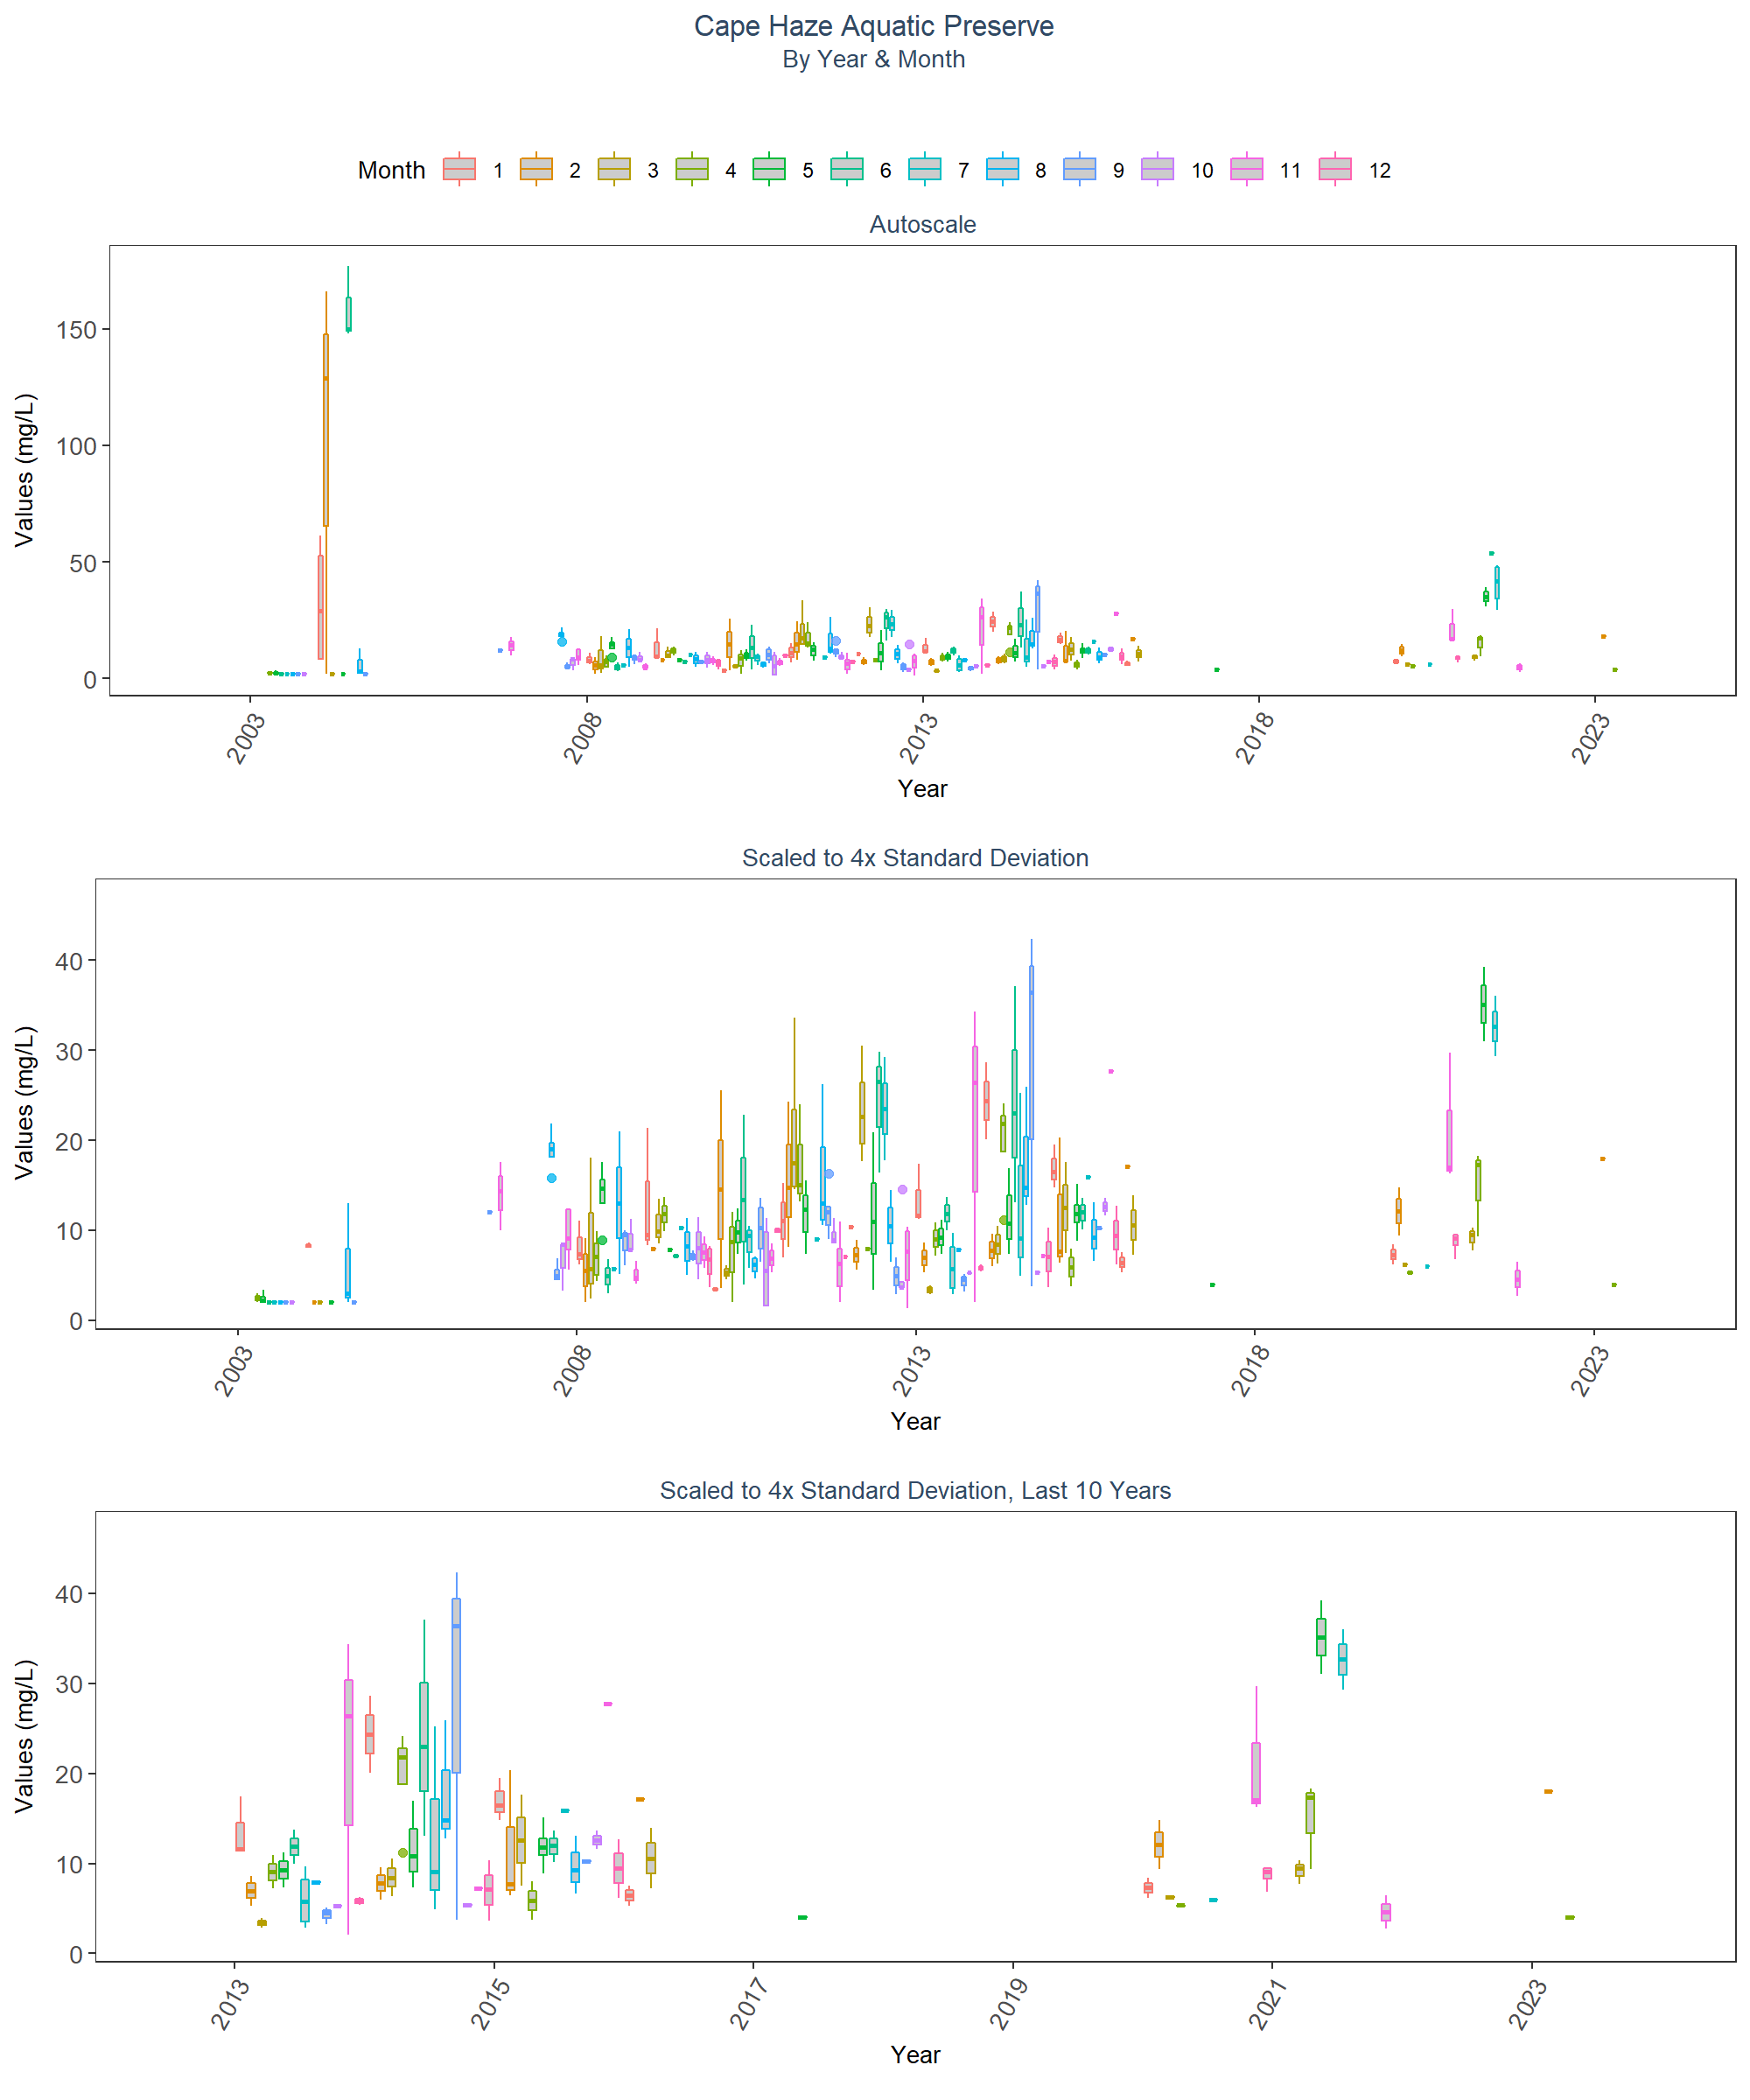 Cape Haze Aquatic Preserve
By Year & Month
Month 1 2 3 4 5 6 7 8 9 10 11 12
Autoscale
Values (mg/L)
150
100
50
0
2003 2008 2013 2018 2023
Year
Scaled to 4x Standard Deviation
Values (mg/L)
40
30
20
10
0
2003 2008 2013 2018 2023
Year
Scaled to 4x Standard Deviation, Last 10 Years
Values (mg/L)
40
30
20
10
0
2013 2015 2017 2019 2021 2023
Year